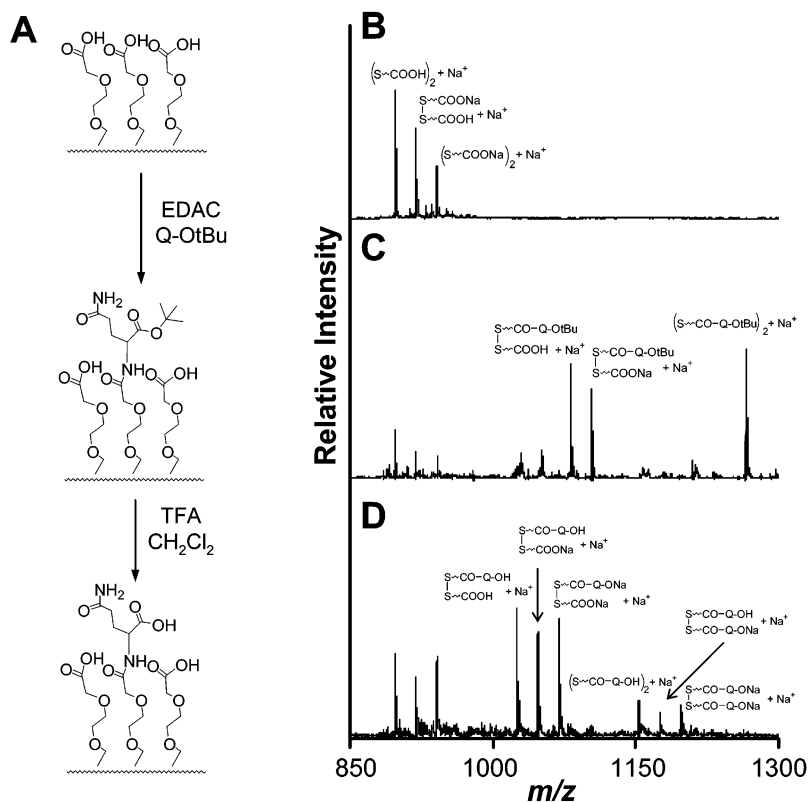 A
OH OH OH
O O O
O O O
O O O
EDAC
Q-OtBu
NH₂
O O
O
NH
OH O OH
O O
O O O
O O O
TFA
CH₂Cl₂
NH₂
O O
OH
NH
OH O OH
O O
O O O
O O O
Relative Intensity
B
(S~COOH)₂ + Na⁺
S~COONa
S~COOH + Na⁺
(S~COONa)₂ + Na⁺
C
S~CO-Q-OtBu
S~COOH + Na⁺
S~CO-Q-OtBu
S~COONa + Na⁺
(S~CO-Q-OtBu)₂ + Na⁺
D
S~CO-Q-OH
S~COOH + Na⁺
S~CO-Q-OH
S~COONa + Na⁺
S~CO-Q-ONa
S~COONa + Na⁺
(S~CO-Q-OH)₂ + Na⁺
S~CO-Q-OH
S~CO-Q-ONa + Na⁺
S~CO-Q-ONa
S~CO-Q-ONa + Na⁺
850 1000 1150 1300
m/z